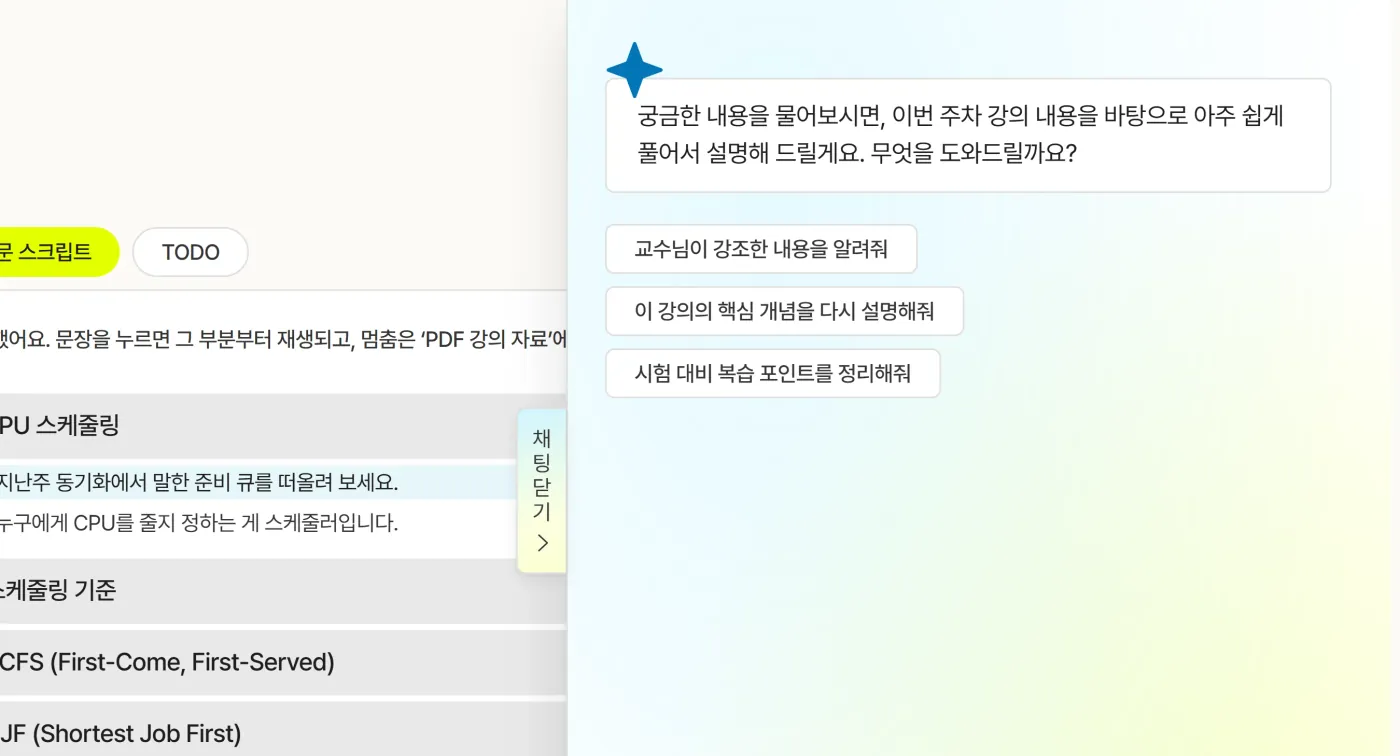 문 스크립트
TODO
했어요. 문장을 누르면 그 부분부터 재생되고, 멈춤은 ‘PDF 강의 자료’에
PU 스케줄링
지난주 동기화에서 말한 준비 큐를 떠올려 보세요.
누구에게 CPU를 줄지 정하는 게 스케줄러입니다.
스케줄링 기준
CFS (First-Come, First-Served)
JF (Shortest Job First)
채팅닫기
궁금한 내용을 물어보시면, 이번 주차 강의 내용을 바탕으로 아주 쉽게
풀어서 설명해 드릴게요. 무엇을 도와드릴까요?
교수님이 강조한 내용을 알려줘
이 강의의 핵심 개념을 다시 설명해줘
시험 대비 복습 포인트를 정리해줘